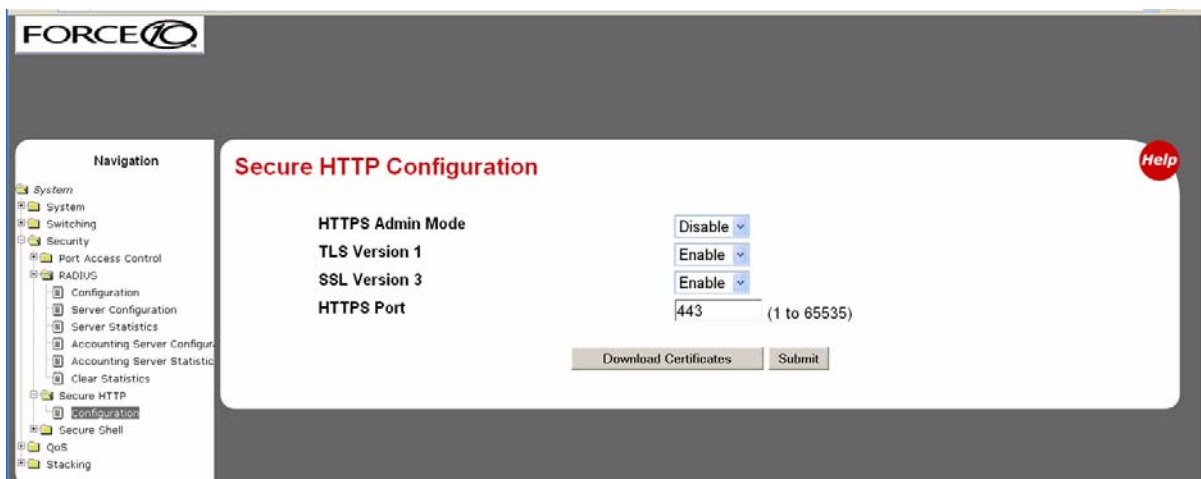 FORCE10
Navigation
System
System
Switching
Security
Port Access Control
RADIUS
Configuration
Server Configuration
Server Statistics
Accounting Server Configur
Accounting Server Statistic
Clear Statistics
Secure HTTP
Configuration
Secure Shell
QoS
Stacking
Secure HTTP Configuration
Help
HTTPS Admin Mode Disable
TLS Version 1 Enable
SSL Version 3 Enable
HTTPS Port 443 (1 to 65535)
Download Certificates Submit